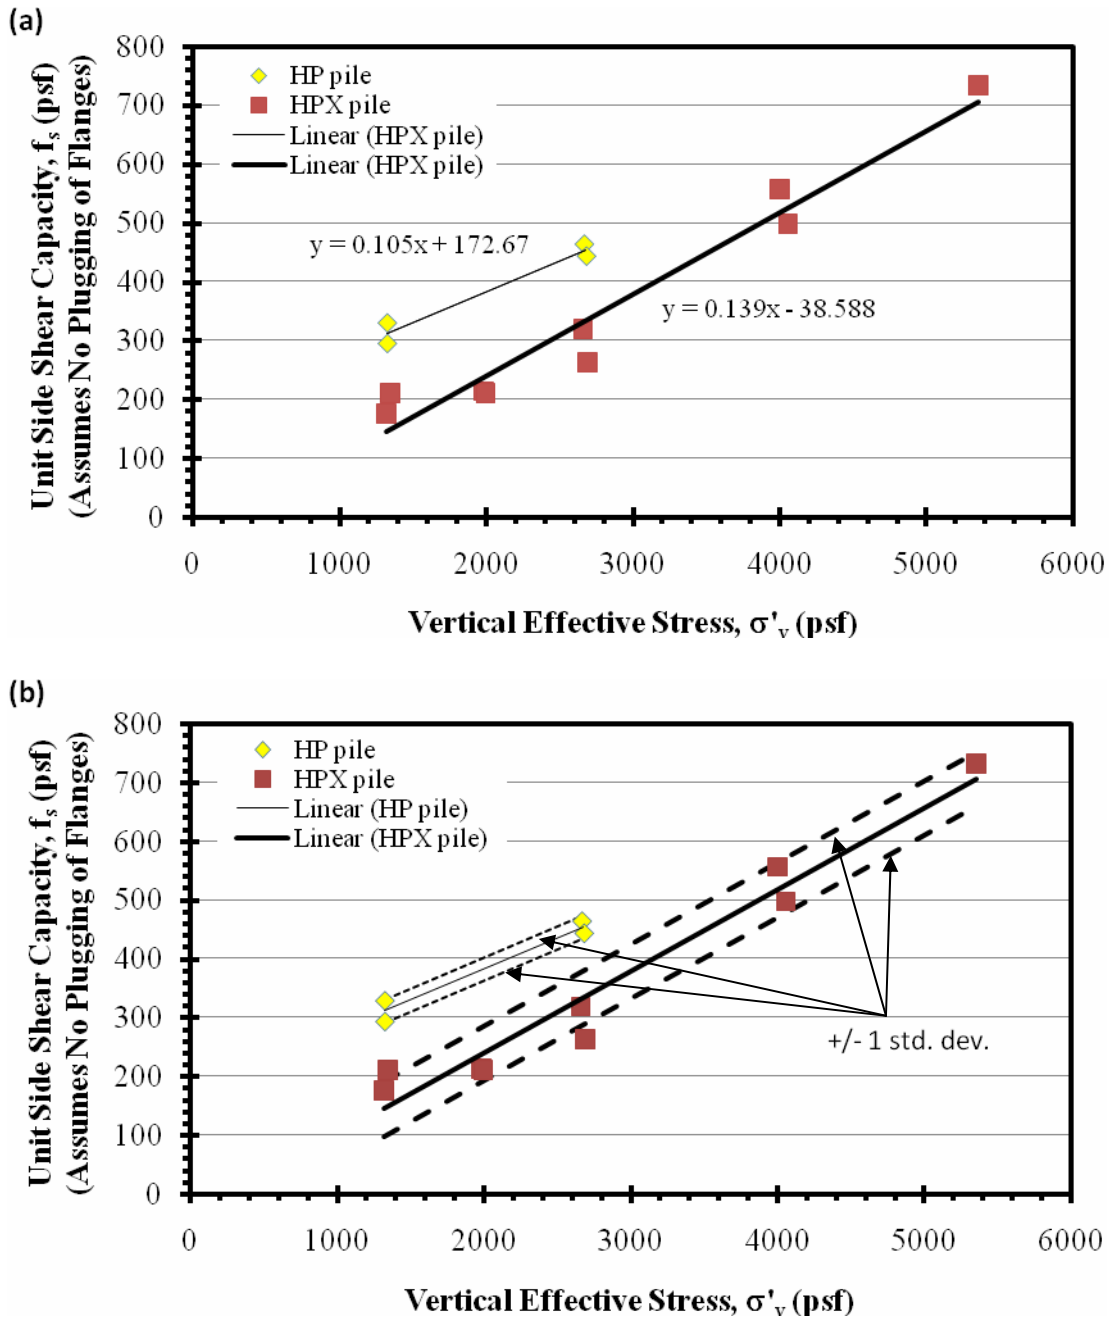 (a)
Unit Side Shear Capacity, fs (psf)
(Assumes No Plugging of Flanges)
800
700
600
500
400
300
200
100
0
HP pile
HPX pile
Linear (HPX pile)
Linear (HPX pile)
y = 0.105x + 172.67
y = 0.139x - 38.588
0 1000 2000 3000 4000 5000 6000
Vertical Effective Stress, σ'v (psf)
(b)
Unit Side Shear Capacity, fs (psf)
(Assumes No Plugging of Flanges)
800
700
600
500
400
300
200
100
0
HP pile
HPX pile
Linear (HP pile)
Linear (HPX pile)
+/- 1 std. dev.
0 1000 2000 3000 4000 5000 6000
Vertical Effective Stress, σ'v (psf)